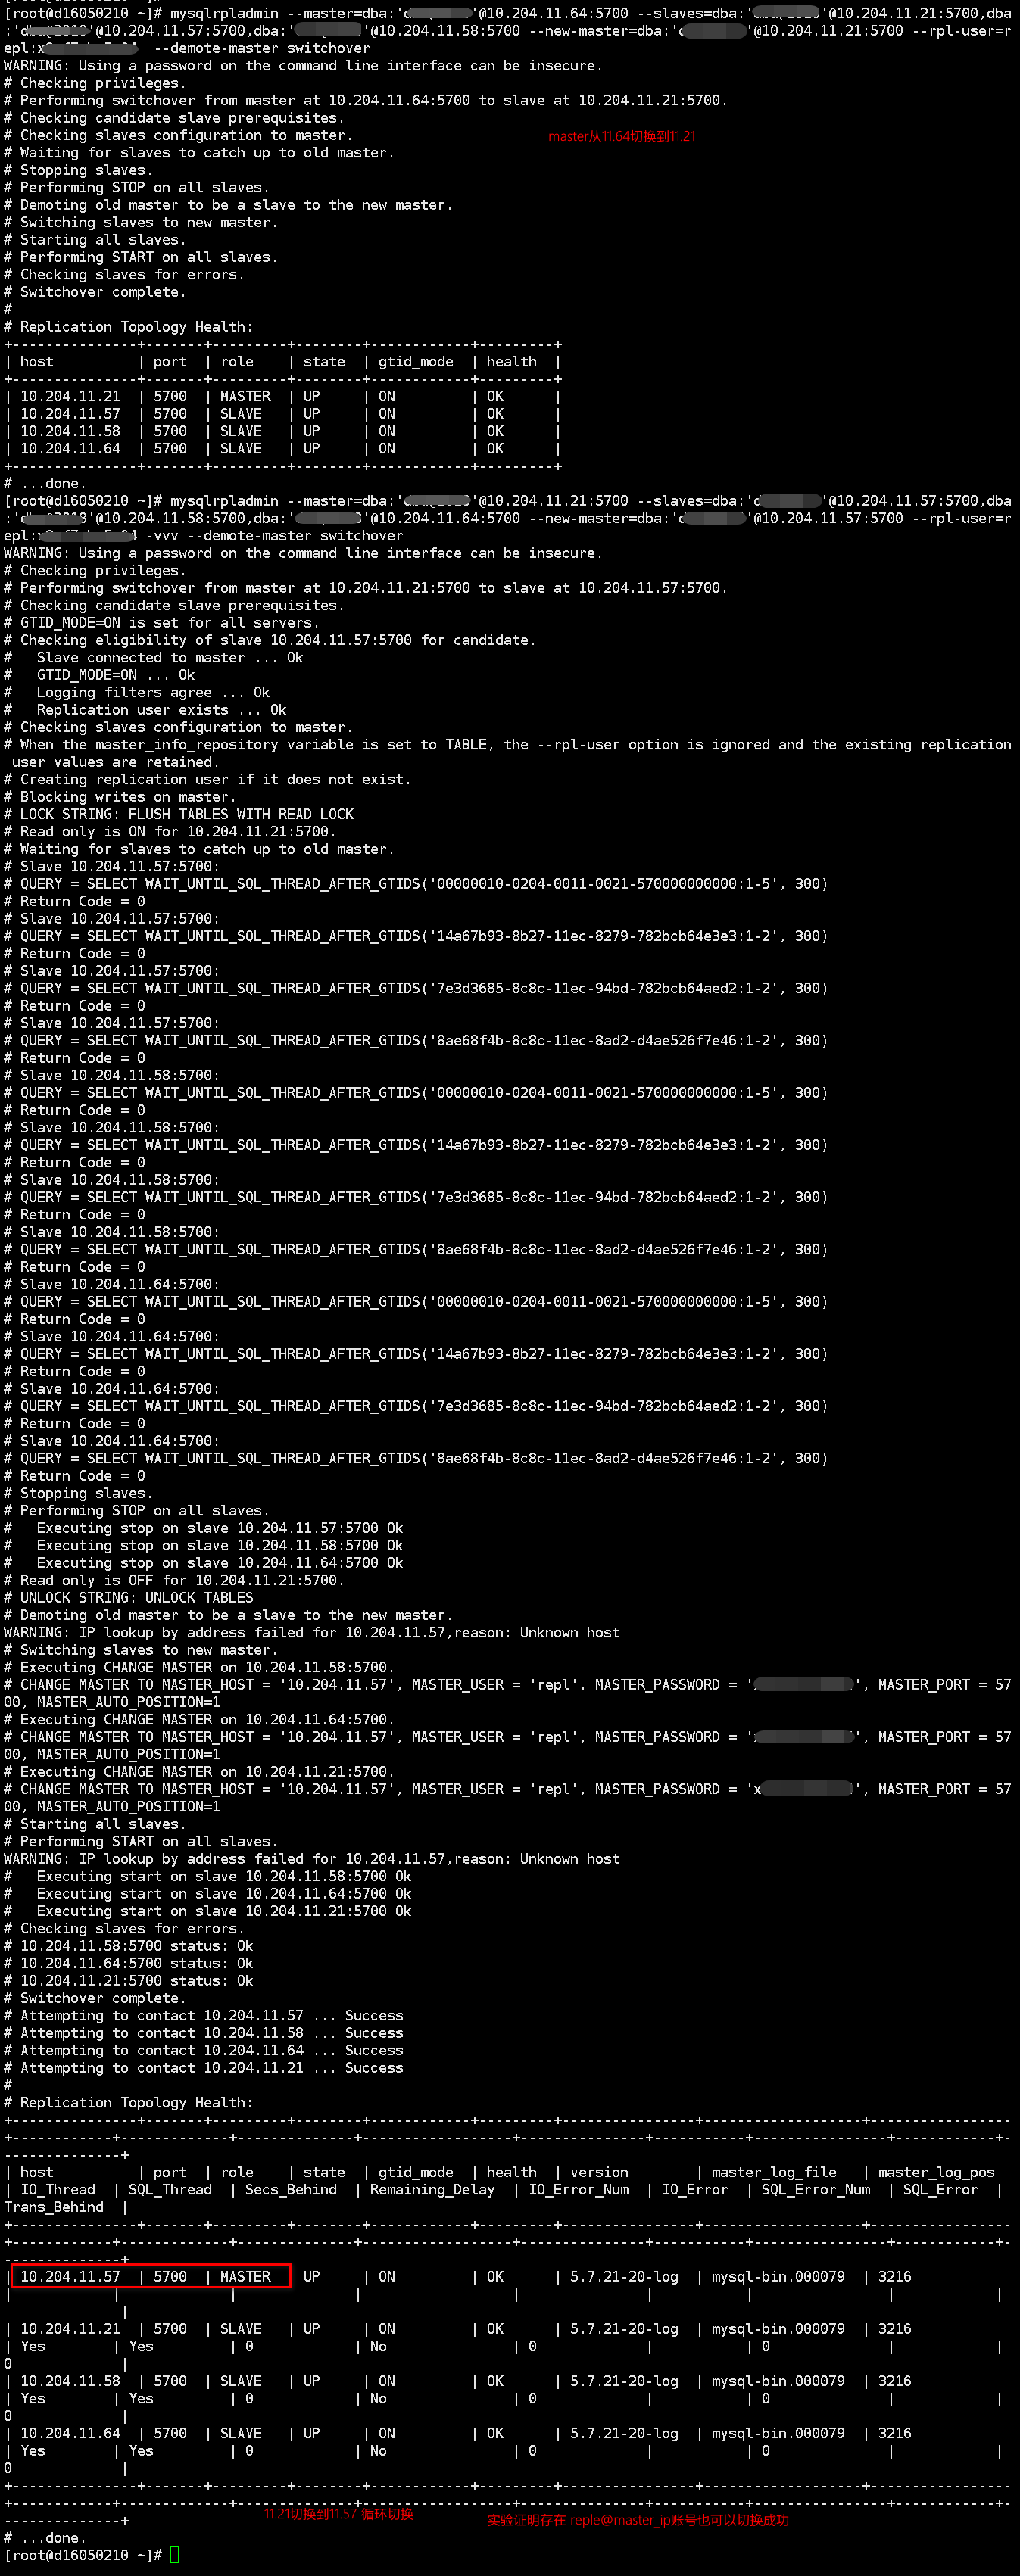 [root@d16050210 ~]# mysqlrpladmin --master=dba:'d @10.204.11.64:5700 --slaves=dba: '@10.204.11.21:5700,dba
:' '@10.204.11.57:5700,dba:' '@10.204.11.58:5700 --new-master=dba:'d '@10.204.11.21:5700 --rpl-user=r
epl: --demote-master switchover
WARNING: Using a password on the command line interface can be insecure.
# Checking privileges.
# Performing switchover from master at 10.204.11.64:5700 to slave at 10.204.11.21:5700.
# Checking candidate slave prerequisites.
# Checking slaves configuration to master.
master从11.64切换到11.21
# Waiting for slaves to catch up to old master.
# Stopping slaves.
# Performing STOP on all slaves.
# Demoting old master to be a slave to the new master.
# Switching slaves to new master.
# Starting all slaves.
# Performing START on all slaves.
# Checking slaves for errors.
# Switchover complete.
#
# Replication Topology Health:
+---------------+-------+---------+--------+------------+---------+
| host | port | role | state | gtid_mode | health |
+---------------+-------+---------+--------+------------+---------+
| 10.204.11.21 | 5700 | MASTER | UP | ON | OK |
| 10.204.11.57 | 5700 | SLAVE | UP | ON | OK |
| 10.204.11.58 | 5700 | SLAVE | UP | ON | OK |
| 10.204.11.64 | 5700 | SLAVE | UP | ON | OK |
+---------------+-------+---------+--------+------------+---------+
# ...done.
[root@d16050210 ~]# mysqlrpladmin --master=dba:' '@10.204.11.21:5700 --slaves=dba:'d '@10.204.11.57:5700,dba
:' '@10.204.11.58:5700,dba:' '@10.204.11.64:5700 --new-master=dba:'d '@10.204.11.57:5700 --rpl-user=r
epl: -vvv --demote-master switchover
WARNING: Using a password on the command line interface can be insecure.
# Checking privileges.
# Performing switchover from master at 10.204.11.21:5700 to slave at 10.204.11.57:5700.
# Checking candidate slave prerequisites.
# GTID_MODE=ON is set for all servers.
# Checking eligibility of slave 10.204.11.57:5700 for candidate.
# Slave connected to master ... Ok
# GTID_MODE=ON ... Ok
# Logging filters agree ... Ok
# Replication user exists ... Ok
# Checking slaves configuration to master.
# When the master_info_repository variable is set to TABLE, the --rpl-user option is ignored and the existing replication
user values are retained.
# Creating replication user if it does not exist.
# Blocking writes on master.
# LOCK STRING: FLUSH TABLES WITH READ LOCK
# Read only is ON for 10.204.11.21:5700.
# Waiting for slaves to catch up to old master.
# Slave 10.204.11.57:5700:
# QUERY = SELECT WAIT_UNTIL_SQL_THREAD_AFTER_GTIDS('00000010-0204-0011-0021-570000000000:1-5', 300)
# Return Code = 0
# Slave 10.204.11.57:5700:
# QUERY = SELECT WAIT_UNTIL_SQL_THREAD_AFTER_GTIDS('14a67b93-8b27-11ec-8279-782bcb64e3e3:1-2', 300)
# Return Code = 0
# Slave 10.204.11.57:5700:
# QUERY = SELECT WAIT_UNTIL_SQL_THREAD_AFTER_GTIDS('7e3d3685-8c8c-11ec-94bd-782bcb64aed2:1-2', 300)
# Return Code = 0
# Slave 10.204.11.57:5700:
# QUERY = SELECT WAIT_UNTIL_SQL_THREAD_AFTER_GTIDS('8ae68f4b-8c8c-11ec-8ad2-d4ae526f7e46:1-2', 300)
# Return Code = 0
# Slave 10.204.11.58:5700:
# QUERY = SELECT WAIT_UNTIL_SQL_THREAD_AFTER_GTIDS('00000010-0204-0011-0021-570000000000:1-5', 300)
# Return Code = 0
# Slave 10.204.11.58:5700:
# QUERY = SELECT WAIT_UNTIL_SQL_THREAD_AFTER_GTIDS('14a67b93-8b27-11ec-8279-782bcb64e3e3:1-2', 300)
# Return Code = 0
# Slave 10.204.11.58:5700:
# QUERY = SELECT WAIT_UNTIL_SQL_THREAD_AFTER_GTIDS('7e3d3685-8c8c-11ec-94bd-782bcb64aed2:1-2', 300)
# Return Code = 0
# Slave 10.204.11.58:5700:
# QUERY = SELECT WAIT_UNTIL_SQL_THREAD_AFTER_GTIDS('8ae68f4b-8c8c-11ec-8ad2-d4ae526f7e46:1-2', 300)
# Return Code = 0
# Slave 10.204.11.64:5700:
# QUERY = SELECT WAIT_UNTIL_SQL_THREAD_AFTER_GTIDS('00000010-0204-0011-0021-570000000000:1-5', 300)
# Return Code = 0
# Slave 10.204.11.64:5700:
# QUERY = SELECT WAIT_UNTIL_SQL_THREAD_AFTER_GTIDS('14a67b93-8b27-11ec-8279-782bcb64e3e3:1-2', 300)
# Return Code = 0
# Slave 10.204.11.64:5700:
# QUERY = SELECT WAIT_UNTIL_SQL_THREAD_AFTER_GTIDS('7e3d3685-8c8c-11ec-94bd-782bcb64aed2:1-2', 300)
# Return Code = 0
# Slave 10.204.11.64:5700:
# QUERY = SELECT WAIT_UNTIL_SQL_THREAD_AFTER_GTIDS('8ae68f4b-8c8c-11ec-8ad2-d4ae526f7e46:1-2', 300)
# Return Code = 0
# Stopping slaves.
# Performing STOP on all slaves.
# Executing stop on slave 10.204.11.57:5700 Ok
# Executing stop on slave 10.204.11.58:5700 Ok
# Executing stop on slave 10.204.11.64:5700 Ok
# Read only is OFF for 10.204.11.21:5700.
# UNLOCK STRING: UNLOCK TABLES
# Demoting old master to be a slave to the new master.
WARNING: IP lookup by address failed for 10.204.11.57,reason: Unknown host
# Switching slaves to new master.
# Executing CHANGE MASTER on 10.204.11.58:5700.
# CHANGE MASTER TO MASTER_HOST = '10.204.11.57', MASTER_USER = 'repl', MASTER_PASSWORD = ' ', MASTER_PORT = 57
00, MASTER_AUTO_POSITION=1
# Executing CHANGE MASTER on 10.204.11.64:5700.
# CHANGE MASTER TO MASTER_HOST = '10.204.11.57', MASTER_USER = 'repl', MASTER_PASSWORD = ' ', MASTER_PORT = 57
00, MASTER_AUTO_POSITION=1
# Executing CHANGE MASTER on 10.204.11.21:5700.
# CHANGE MASTER TO MASTER_HOST = '10.204.11.57', MASTER_USER = 'repl', MASTER_PASSWORD = 'x ', MASTER_PORT = 57
00, MASTER_AUTO_POSITION=1
# Starting all slaves.
# Performing START on all slaves.
WARNING: IP lookup by address failed for 10.204.11.57,reason: Unknown host
# Executing start on slave 10.204.11.58:5700 Ok
# Executing start on slave 10.204.11.64:5700 Ok
# Executing start on slave 10.204.11.21:5700 Ok
# Checking slaves for errors.
# 10.204.11.58:5700 status: Ok
# 10.204.11.64:5700 status: Ok
# 10.204.11.21:5700 status: Ok
# Switchover complete.
# Attempting to contact 10.204.11.57 ... Success
# Attempting to contact 10.204.11.58 ... Success
# Attempting to contact 10.204.11.64 ... Success
# Attempting to contact 10.204.11.21 ... Success
#
# Replication Topology Health:
+---------------+-------+---------+--------+------------+---------+----------------+-------------------+-----------------
+------------+-------------+---------------+------------------+---------------+-----------+----------------+------------+-
--------------+
| host | port | role | state | gtid_mode | health | version | master_log_file | master_log_pos
| IO_Thread | SQL_Thread | Secs_Behind | Remaining_Delay | IO_Error_Num | IO_Error | SQL_Error_Num | SQL_Error |
Trans_Behind |
+---------------+-------+---------+--------+------------+---------+----------------+-------------------+-----------------
+------------+-------------+---------------+------------------+---------------+-----------+----------------+------------+-
--------------+
| 10.204.11.57 | 5700 | MASTER | UP | ON | OK | 5.7.21-20-log | mysql-bin.000079 | 3216
| | | | | | | | |
|
| 10.204.11.21 | 5700 | SLAVE | UP | ON | OK | 5.7.21-20-log | mysql-bin.000079 | 3216
| Yes | Yes | 0 | No | 0 | | 0 | |
0 |
| 10.204.11.58 | 5700 | SLAVE | UP | ON | OK | 5.7.21-20-log | mysql-bin.000079 | 3216
| Yes | Yes | 0 | No | 0 | | 0 | |
0 |
| 10.204.11.64 | 5700 | SLAVE | UP | ON | OK | 5.7.21-20-log | mysql-bin.000079 | 3216
| Yes | Yes | 0 | No | 0 | | 0 | |
0 |
+---------------+-------+---------+--------+------------+---------+----------------+-------------------+-----------------
+------------+-------------+---------------+------------------+---------------+-----------+----------------+------------+-
--------------+
11.21切换到11.57 循环切换
实验证明存在 reple@master_ip账号也可以切换成功
# ...done.
[root@d16050210 ~]#